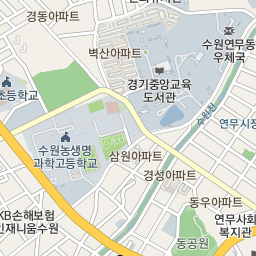 경동아파트
벽산아파트
수원연무동
우체국
경기중앙교육
도서관
초등학교
수원천
연무시장
수원농생명
과학고등학교
삼원아파트
경성아파트
동우아파트
KB손해보험
인재니움수원
연무사회
복지관
동공원